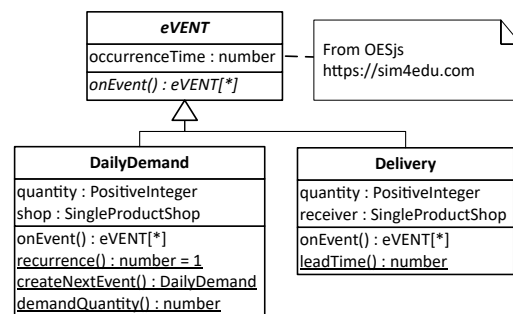 eVENT
occurrenceTime : number
onEvent() : eVENT[*]
From OESjs
https://sim4edu.com
DailyDemand
quantity : PositiveInteger
shop : SingleProductShop
onEvent() : eVENT[*]
recurrence() : number = 1
createNextEvent() : DailyDemand
demandQuantity() : number
Delivery
quantity : PositiveInteger
receiver : SingleProductShop
onEvent() : eVENT[*]
leadTime() : number